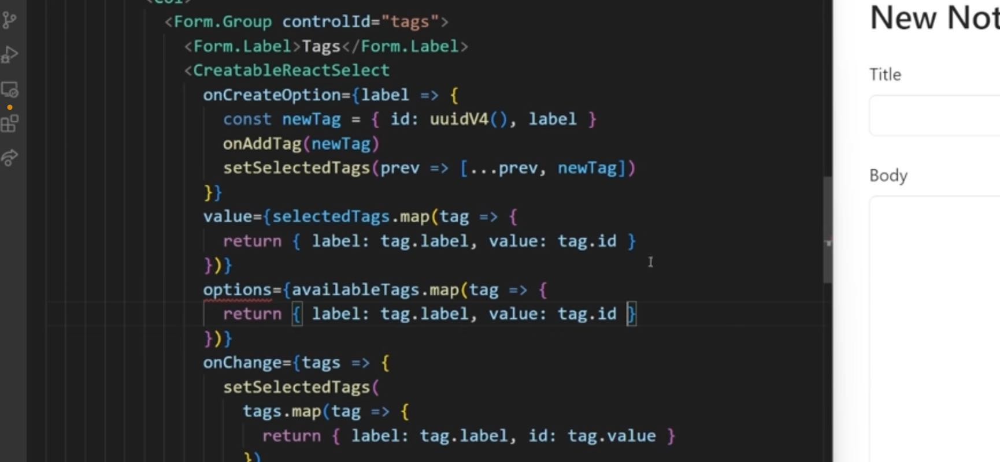 <Col>
<Form.Group controlId="tags">
<Form.Label>Tags</Form.Label>
<CreatableReactSelect
onCreateOption={label => {
const newTag = { id: uuidV4(), label }
onAddTag(newTag)
setSelectedTags(prev => [...prev, newTag])
}}
value={selectedTags.map(tag => {
return { label: tag.label, value: tag.id }
})}
options={availableTags.map(tag => {
return { label: tag.label, value: tag.id }
})}
onChange={tags => {
setSelectedTags(
tags.map(tag => {
return { label: tag.label, id: tag.value }
})
New Not
Title
Body